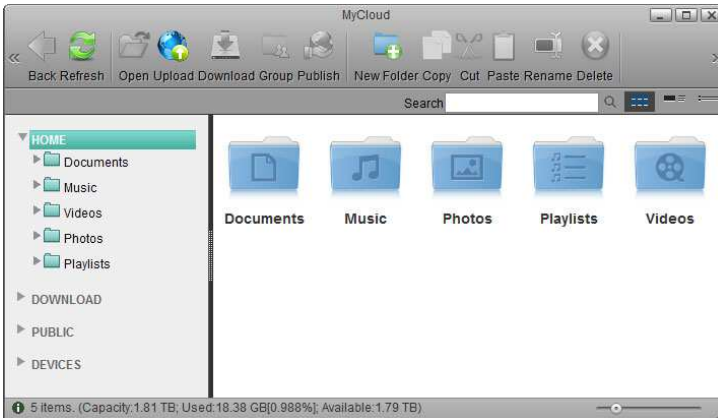 MyCloud
Back Refresh Open Upload Download Group Publish New Folder Copy Cut Paste Rename Delete
Search
HOME
Documents
Music
Videos
Photos
Playlists
DOWNLOAD
PUBLIC
DEVICES
Documents Music Photos Playlists Videos
5 items. (Capacity:1.81 TB; Used:18.38 GB[0.988%]; Available:1.79 TB)